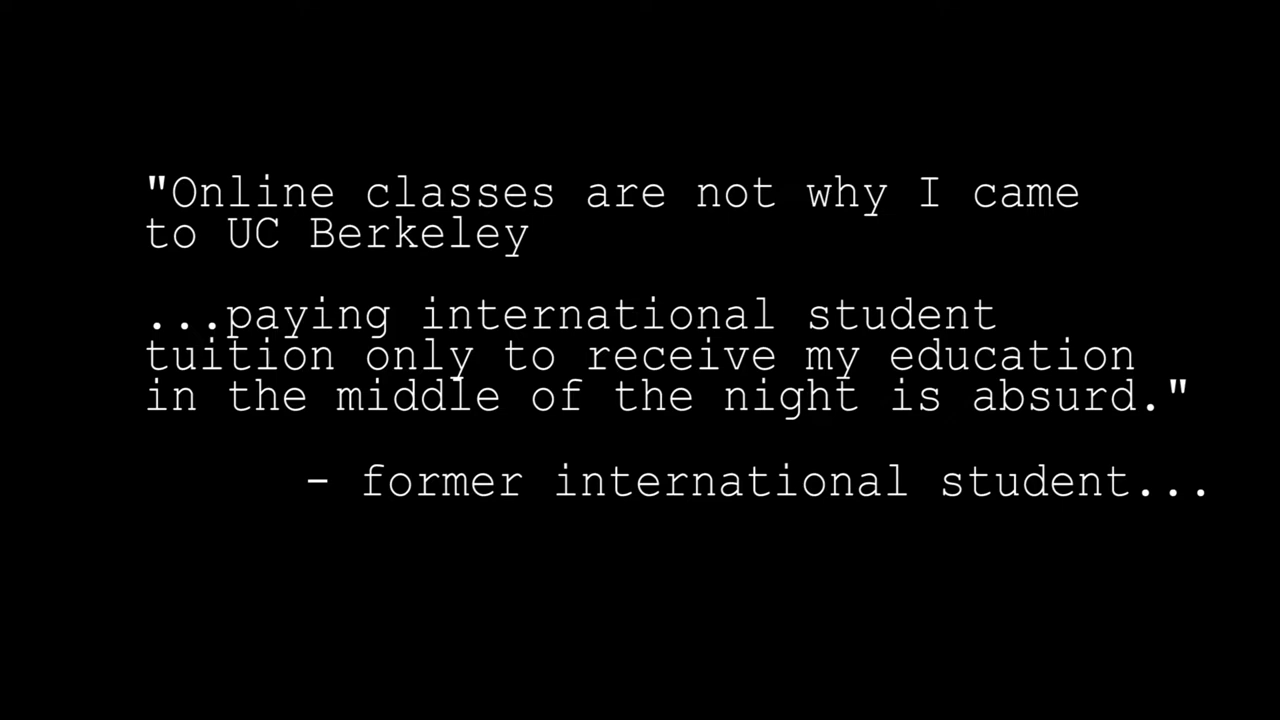 "Online classes are not why I came
to UC Berkeley
...paying international student
tuition only to receive my education
in the middle of the night is absurd."
- former international student...